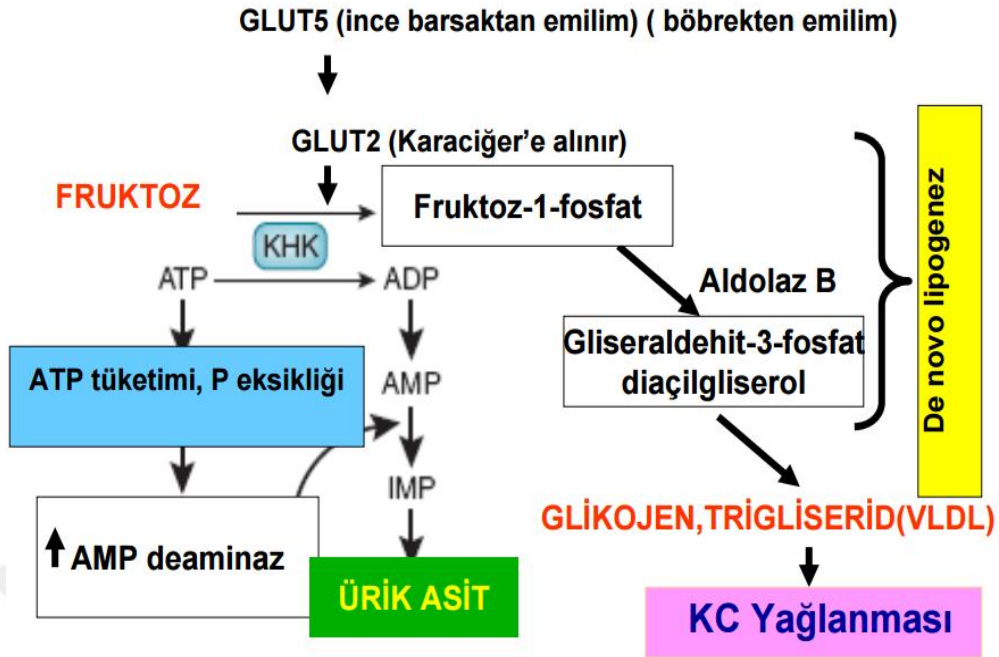 GLUT5 (ince barsaktan emilim) ( böbrekten emilim)
GLUT2 (Karaciğer'e alınır)
FRUKTOZ
Fruktoz-1-fosfat
KHK
ATP
ADP
Aldolaz B
Gliseraldehit-3-fosfat
diaçilgliserol
De novo lipogenez
ATP tüketimi, P eksikliği
AMP
IMP
GLİKOJEN,TRİGLİSERİD(VLDL)
AMP deaminaz
ÜRİK ASİT
KC Yağlanması